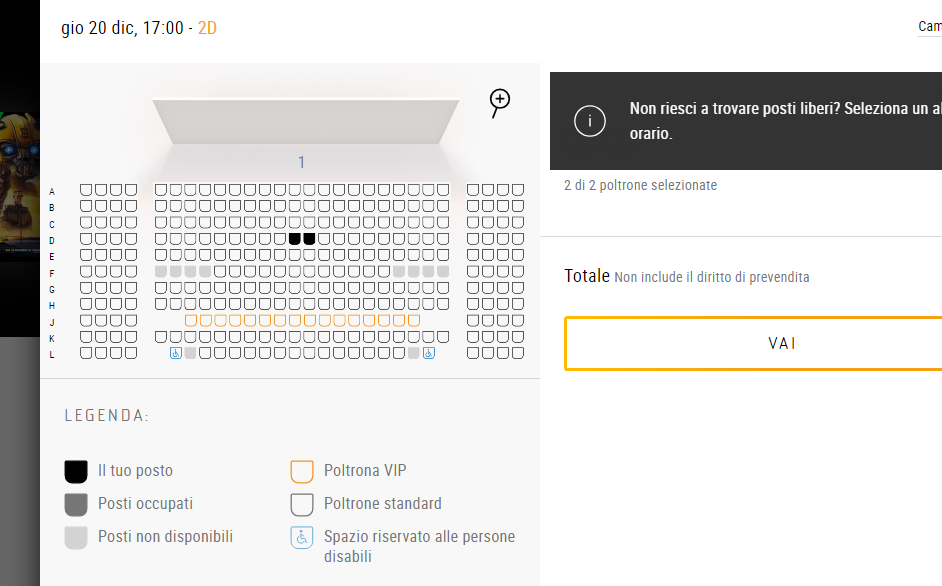 gio 20 dic, 17:00 - 2D
Cam
1
A
B
C
D
E
F
G
H
J
K
L
Non riesci a trovare posti liberi? Seleziona un al
orario.
2 di 2 poltrone selezionate
Totale Non include il diritto di prevendita
VAI
LEGENDA:
Il tuo posto
Posti occupati
Posti non disponibili
Poltrona VIP
Poltrone standard
Spazio riservato alle persone
disabili